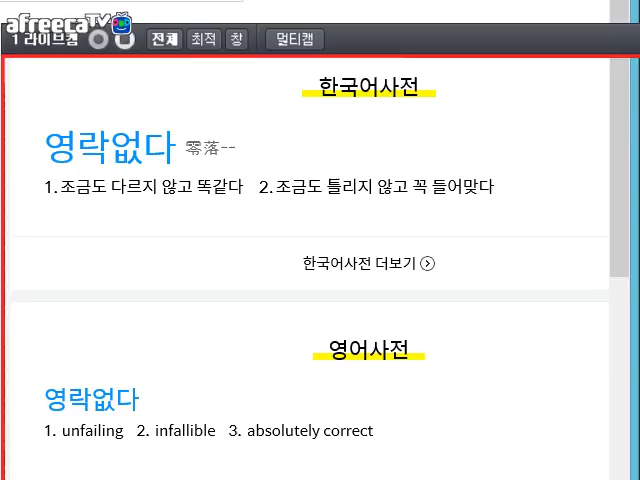 afreecaTV
1 라이브캠 전체 최적 창 멀티캠
한국어사전
영락없다 零落--
1. 조금도 다르지 않고 똑같다 2. 조금도 틀리지 않고 꼭 들어맞다
한국어사전 더보기
영어사전
영락없다
1. unfailing 2. infallible 3. absolutely correct